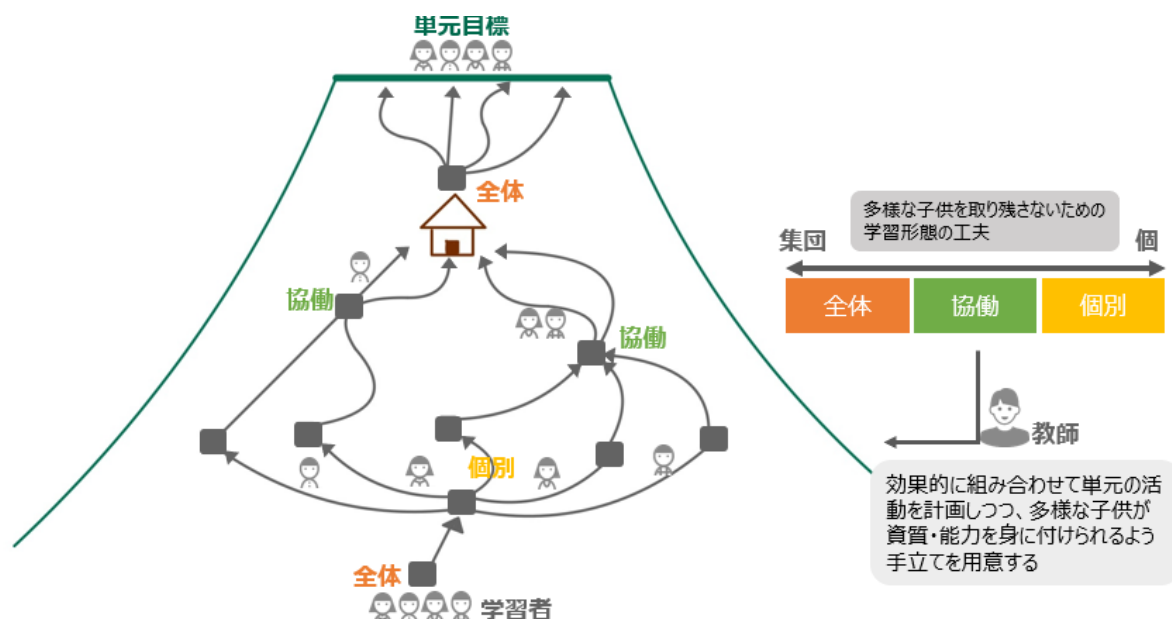 単元目標
全体
協働
協働
個別
全体
学習者
多様な子供を取り残さないための
学習形態の工夫
集団
個
全体
協働
個別
教師
効果的に組み合わせて単元の活
動を計画しつつ、多様な子供が
資質・能力を身に付けられるよう
手立てを用意する